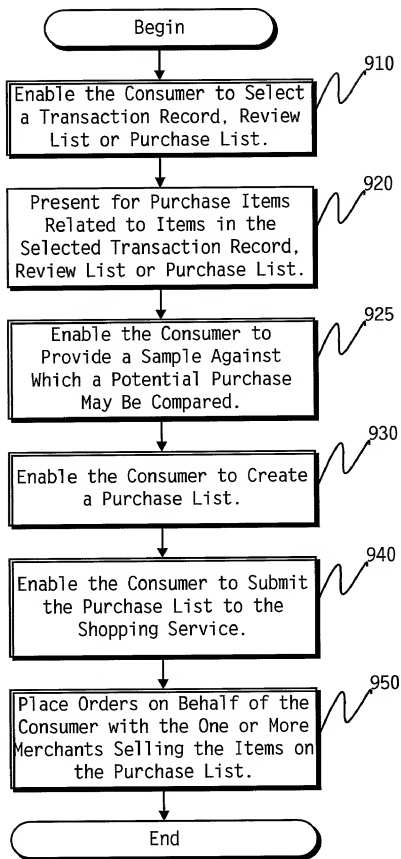 Begin
910
Enable the Consumer to Select
a Transaction Record, Review
List or Purchase List.
920
Present for Purchase Items
Related to Items in the
Selected Transaction Record,
Review List or Purchase List.
925
Enable the Consumer to
Provide a Sample Against
Which a Potential Purchase
May Be Compared.
930
Enable the Consumer to Create
a Purchase List.
940
Enable the Consumer to Submit
the Purchase List to the
Shopping Service.
950
Place Orders on Behalf of the
Consumer with the One or More
Merchants Selling the Items on
the Purchase List.
End